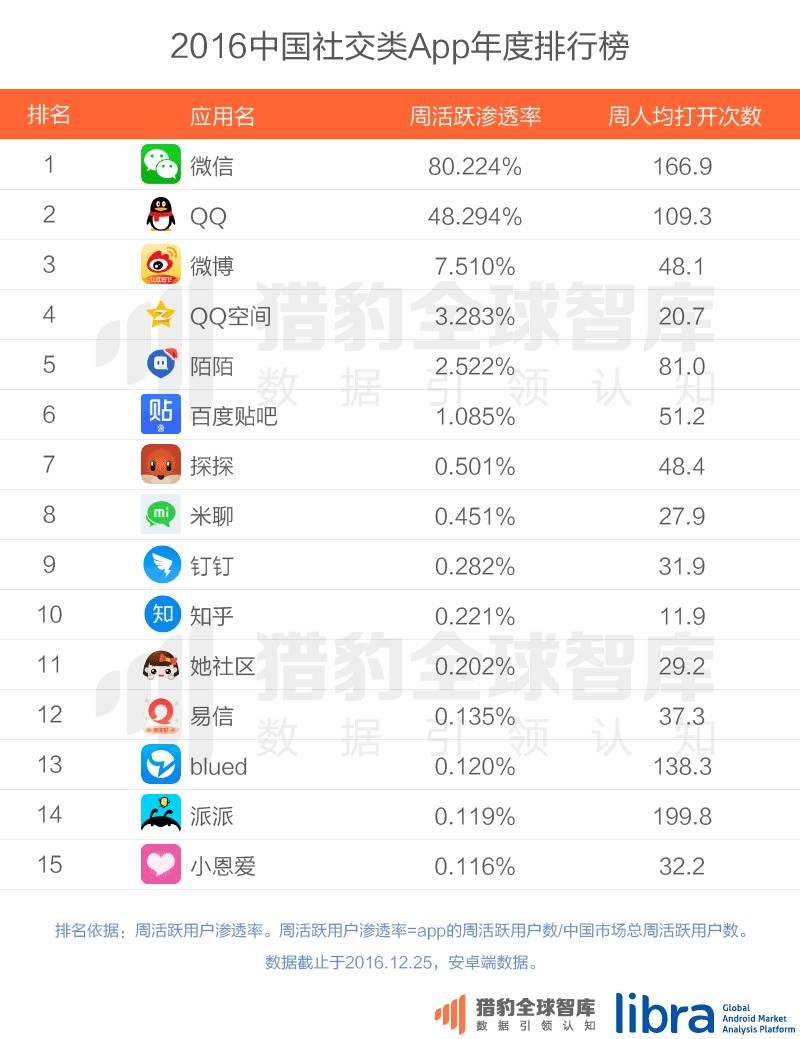 2016中国社交类App年度排行榜
排名 应用名 周活跃渗透率 周人均打开次数
1 微信 80.224% 166.9
2 QQ 48.294% 109.3
3 微博 7.510% 48.1
4 QQ空间 3.283% 20.7
5 陌陌 2.522% 81.0
6 贴 百度贴吧 1.085% 51.2
7 探探 0.501% 48.4
8 mi 米聊 0.451% 27.9
9 钉钉 0.282% 31.9
10 知 知乎 0.221% 11.9
11 她社区 0.202% 29.2
12 易信 0.135% 37.3
13 blued 0.120% 138.3
14 派派 0.119% 199.8
15 小恩爱 0.116% 32.2
猎豹全球智库
数据引领认知
猎豹全球智库
数据引领认知
排名依据：周活跃用户渗透率。周活跃用户渗透率=app的周活跃用户数/中国市场总周活跃用户数。
数据截止于2016.12.25，安卓端数据。
猎豹全球智库
数据引领认知
libra
Global
Android Market
Analysis Platform